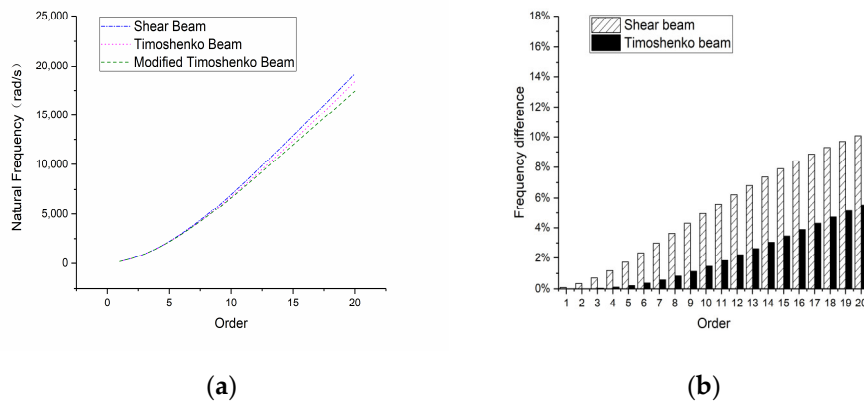 25,000
20,000
15,000
10,000
5,000
0
Natural Frequency（rad/s）
Shear Beam
Timoshenko Beam
Modified Timoshenko Beam
0 5 10 15 20
Order
(a)
18%
16%
14%
12%
10%
8%
6%
4%
2%
0%
Frequency difference
Shear beam
Timoshenko beam
1 2 3 4 5 6 7 8 9 10 11 12 13 14 15 16 17 18 19 20
Order
(b)